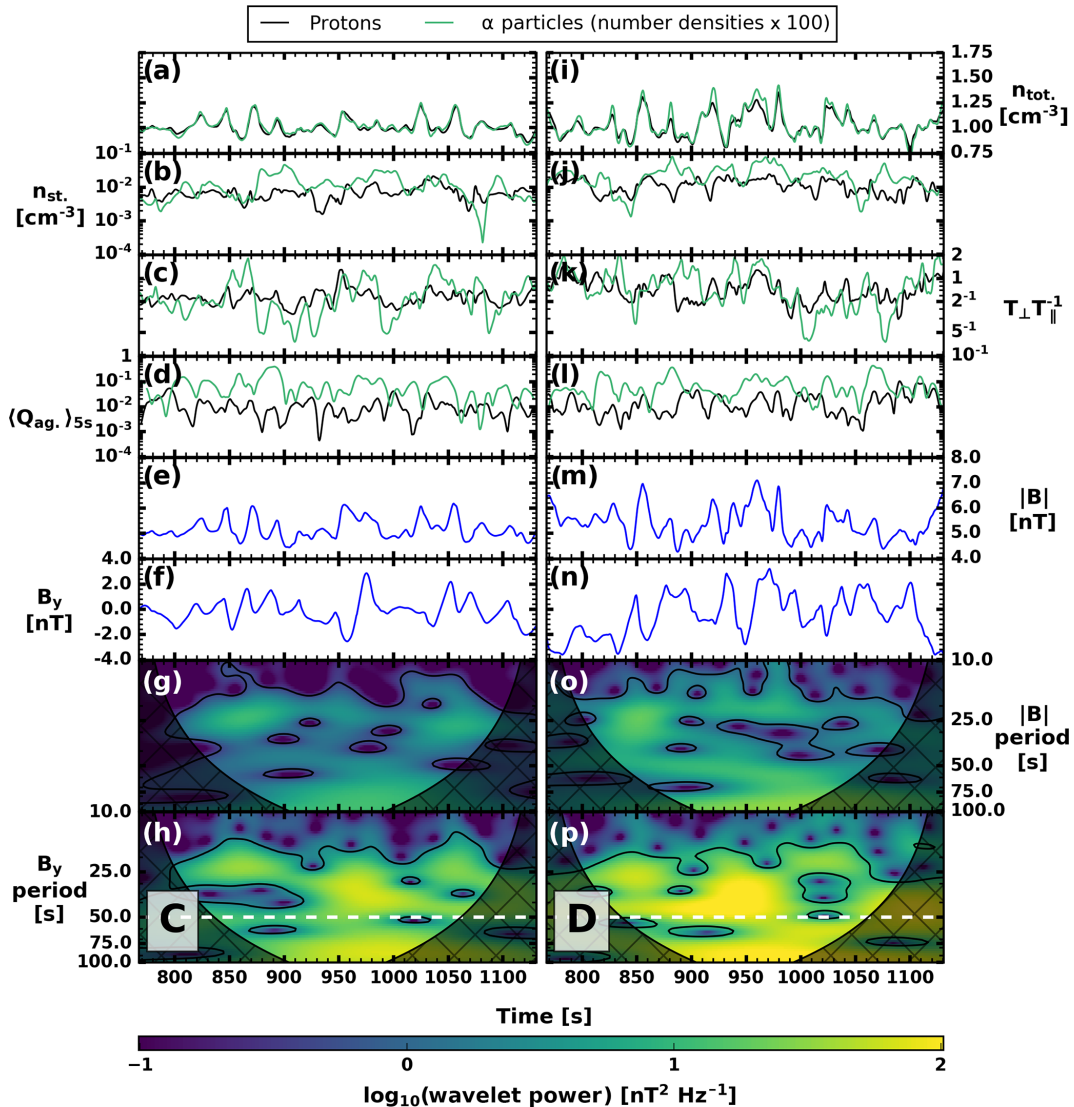 Protons α particles (number densities x 100)
(a) (i)
1.75
1.50
1.25
1.00
0.75
n_tot.
[cm⁻³]
10⁻¹
(b) (j)
n_st.
[cm⁻³]
10⁻²
10⁻³
10⁻⁴
(c) (k)
2
1
2⁻¹
5⁻¹
10⁻¹
T⊥T∥⁻¹
1
(d) (l)
⟨Q_ag.⟩_5s
10⁻¹
10⁻²
10⁻³
10⁻⁴
(e) (m)
8.0
7.0
6.0
5.0
4.0
|B|
[nT]
(f) (n)
B_y
[nT]
4.0
2.0
0.0
-2.0
-4.0
(g) (o)
10.0
25.0
50.0
75.0
100.0
|B|
period
[s]
(h) (p)
B_y
period
[s]
10.0
25.0
50.0
75.0
100.0
C D
800 850 900 950 1000 1050 1100 800 850 900 950 1000 1050 1100
Time [s]
−1 0 1 2
log₁₀(wavelet power) [nT² Hz⁻¹]